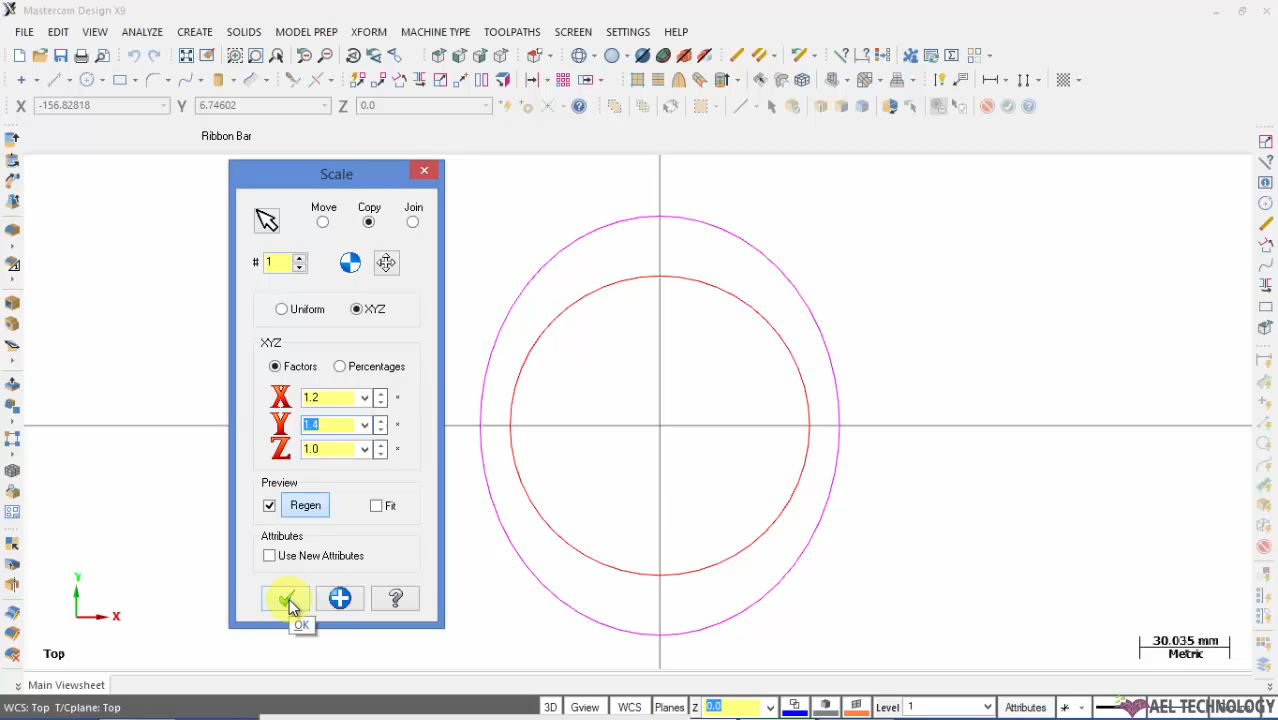 Mastercam Design X9
FILE EDIT VIEW ANALYZE CREATE SOLIDS MODEL PREP XFORM MACHINE TYPE TOOLPATHS SCREEN SETTINGS HELP
X -156.82818 Y 6.74602 Z 0.0
Ribbon Bar
Scale
Move Copy Join
# 1
Uniform XYZ
XYZ
Factors Percentages
X 1.2
Y 1.4
Z 1.0
Preview
Regen Fit
Attributes
Use New Attributes
OK
Y
X
Top
30.035 mm
Metric
Main Viewsheet
WCS: Top T/Cplane: Top 3D Gview WCS Planes Z 0.0 Level 1 Attributes
AEL TECHNOLOGY